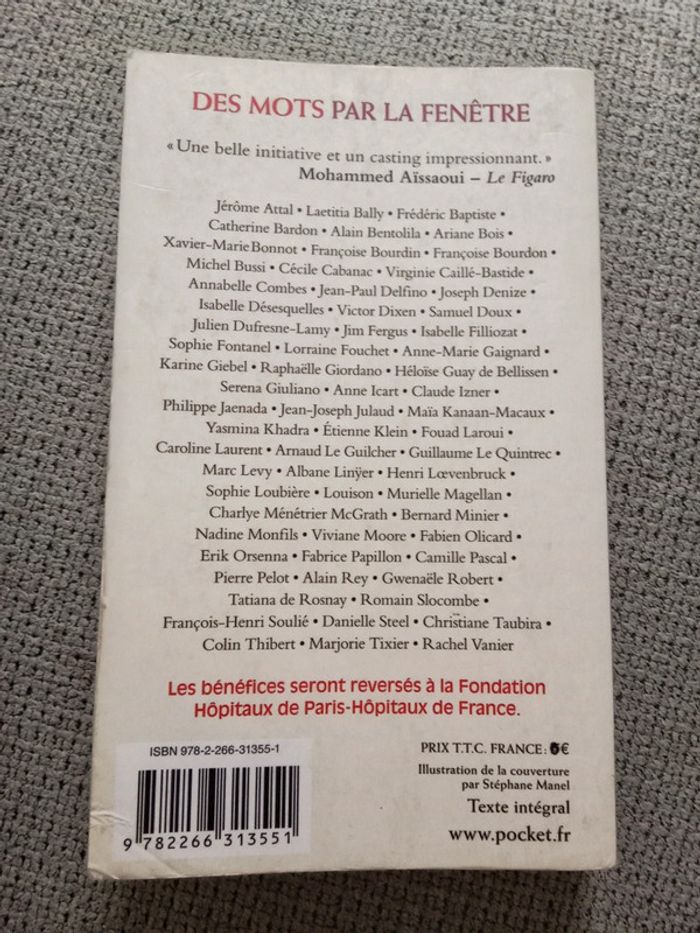 DES MOTS PAR LA FENÊTRE
« Une belle initiative et un casting impressionnant. »
Mohammed Aïssaoui – Le Figaro
Jérôme Attal • Laetitia Bally • Frédéric Baptiste •
Catherine Bardon • Alain Bentolila • Ariane Bois •
Xavier-Marie Bonnot • Françoise Bourdin • Françoise Bourdon •
Michel Bussi • Cécile Cabanac • Virginie Caillé-Bastide •
Annabelle Combes • Jean-Paul Delfino • Joseph Denize •
Isabelle Désesquelles • Victor Dixen • Samuel Doux •
Julien Dufresne-Lamy • Jim Fergus • Isabelle Filliozat •
Sophie Fontanel • Lorraine Fouchet • Anne-Marie Gaignard •
Karine Giebel • Raphaëlle Giordano • Héloïse Guay de Bellissen •
Serena Giuliano • Anne Icart • Claude Izner •
Philippe Jaenada • Jean-Joseph Julaud • Maïa Kanaan-Macaux •
Yasmina Khadra • Étienne Klein • Fouad Laroui •
Caroline Laurent • Arnaud Le Guilcher • Guillaume Le Quintrec •
Marc Levy • Albane Linÿer • Henri Lœvenbruck •
Sophie Loubière • Louison • Murielle Magellan •
Charlye Ménétrier McGrath • Bernard Minier •
Nadine Monfils • Viviane Moore • Fabien Olicard •
Erik Orsenna • Fabrice Papillon • Camille Pascal •
Pierre Pelot • Alain Rey • Gwenaële Robert •
Tatiana de Rosnay • Romain Slocombe •
François-Henri Soulié • Danielle Steel • Christiane Taubira •
Colin Thibert • Marjorie Tixier • Rachel Vanier
Les bénéfices seront reversés à la Fondation
Hôpitaux de Paris-Hôpitaux de France.
ISBN 978-2-266-31355-1
9 782266 313551
PRIX T.T.C. FRANCE : 6€
Illustration de la couverture
par Stéphane Manel
Texte intégral
www.pocket.fr